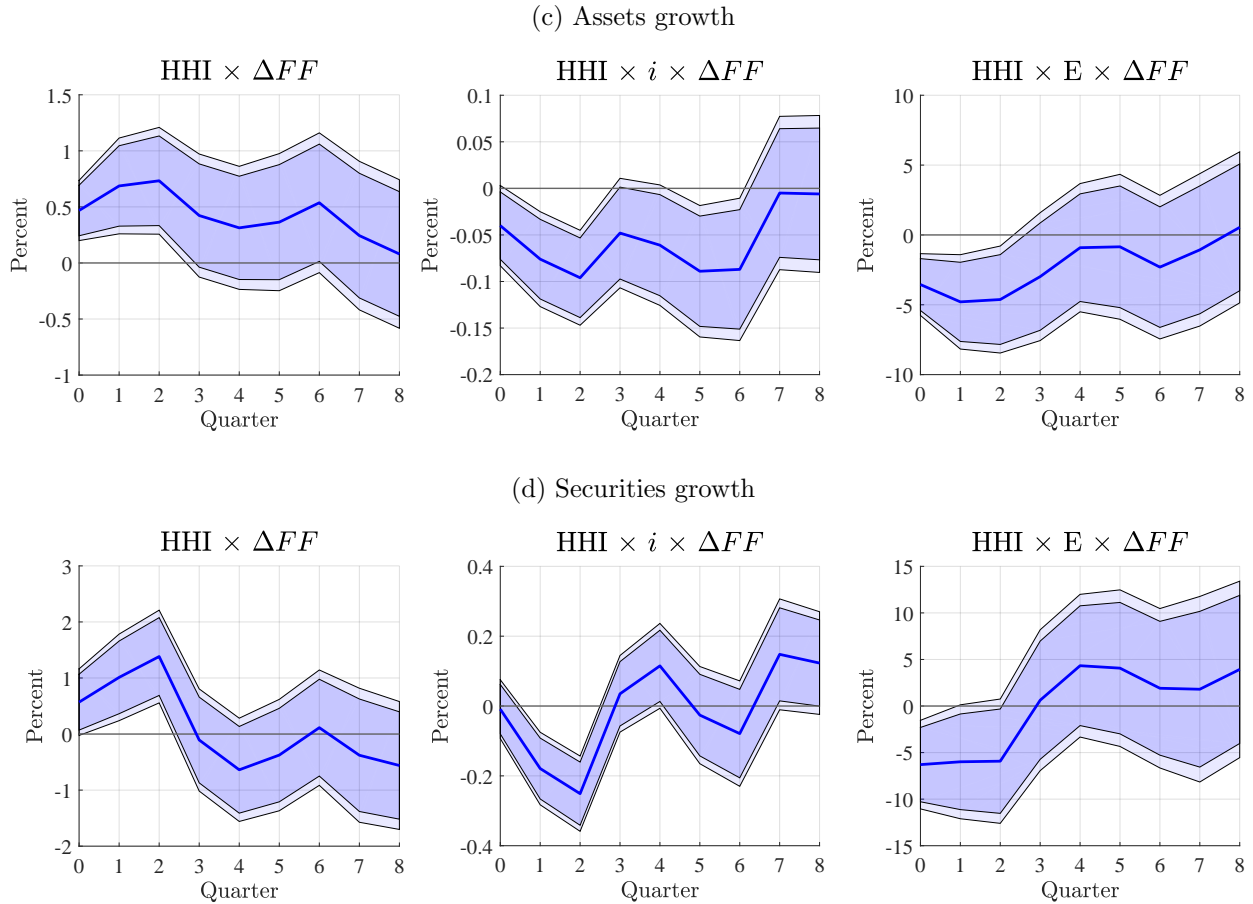 (c) Assets growth
HHI × ΔFF
HHI × i × ΔFF
HHI × E × ΔFF
Percent
1.5
1
0.5
0
-0.5
-1
0 1 2 3 4 5 6 7 8
Quarter
Percent
0.1
0.05
0
-0.05
-0.1
-0.15
-0.2
0 1 2 3 4 5 6 7 8
Quarter
Percent
10
5
0
-5
-10
0 1 2 3 4 5 6 7 8
Quarter
(d) Securities growth
HHI × ΔFF
HHI × i × ΔFF
HHI × E × ΔFF
Percent
3
2
1
0
-1
-2
0 1 2 3 4 5 6 7 8
Quarter
Percent
0.4
0.2
0
-0.2
-0.4
0 1 2 3 4 5 6 7 8
Quarter
Percent
15
10
5
0
-5
-10
-15
0 1 2 3 4 5 6 7 8
Quarter